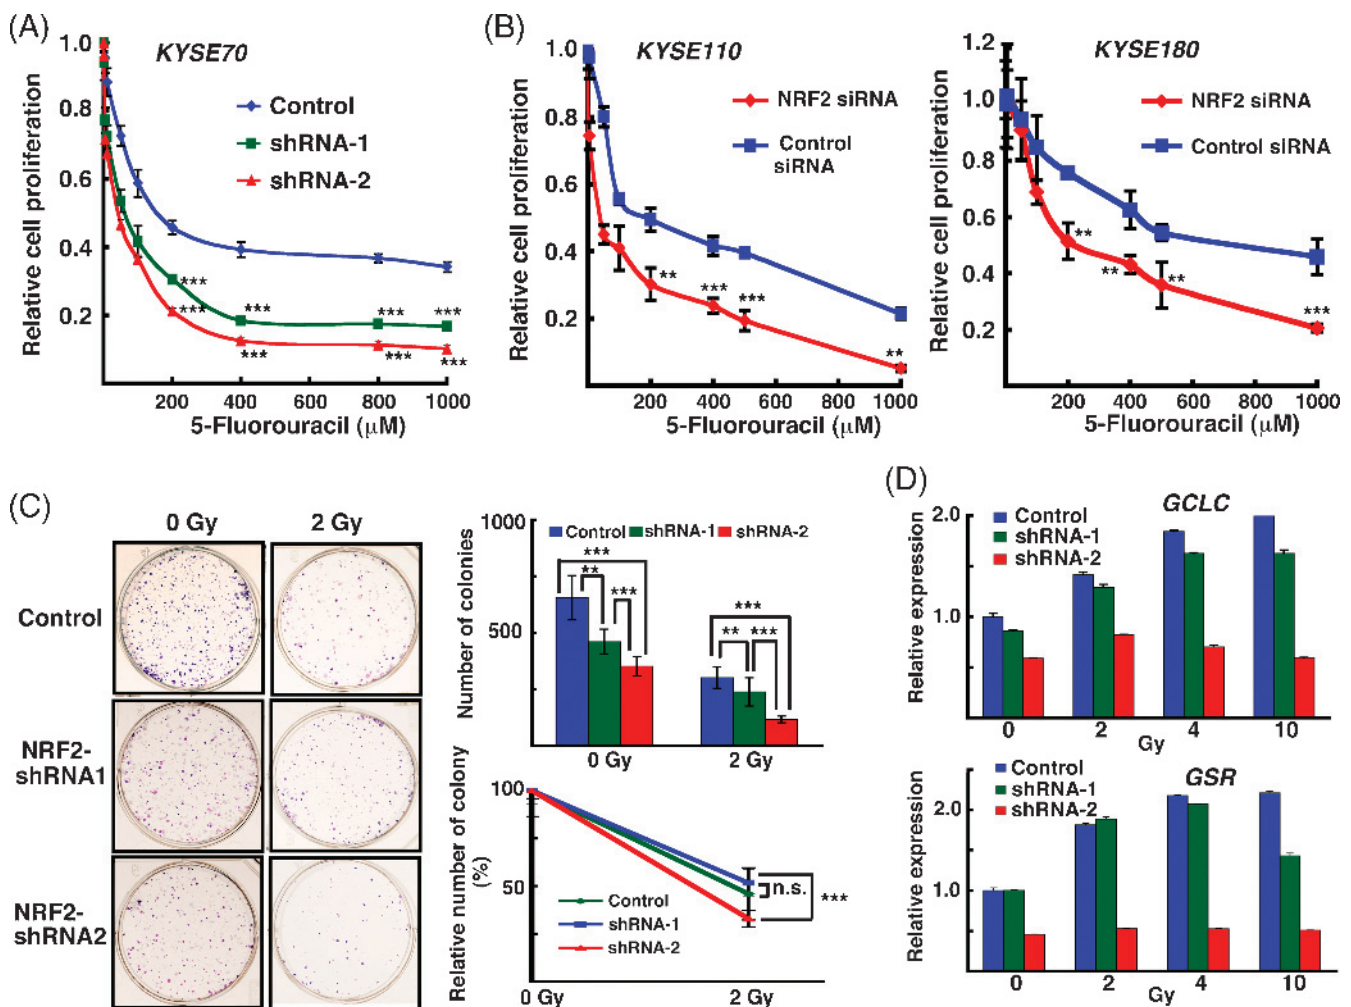 (A)
KYSE70
Relative cell proliferation
1.0
0.8
0.6
0.4
0.2
Control
shRNA-1
shRNA-2
***
***
***
***
***
***
***
***
200 400 600 800 1000
5-Fluorouracil (μM)
(B)
KYSE110
Relative cell proliferation
1.0
0.8
0.6
0.4
0.2
NRF2 siRNA
Control
siRNA
**
***
***
**
0 200 400 600 800 1000
5-Fluorouracil (μM)
KYSE180
Relative cell proliferation
1.2
1.0
0.8
0.6
0.4
0.2
NRF2 siRNA
Control siRNA
**
**
**
***
0 200 400 600 800 1000
5-Fluorouracil (μM)
(C)
0 Gy 2 Gy
Control
NRF2-
shRNA1
NRF2-
shRNA2
Number of colonies
1000
500
Control shRNA-1 shRNA-2
***
**
***
***
**
***
0 Gy 2 Gy
Relative number of colony
(%)
100
50
Control
shRNA-1
shRNA-2
n.s.
***
0 Gy 2 Gy
(D)
GCLC
Relative expression
2.0
1.0
Control
shRNA-1
shRNA-2
0 2 4 10
Gy
GSR
Relative expression
2.0
1.0
Control
shRNA-1
shRNA-2
0 2 4 10
Gy